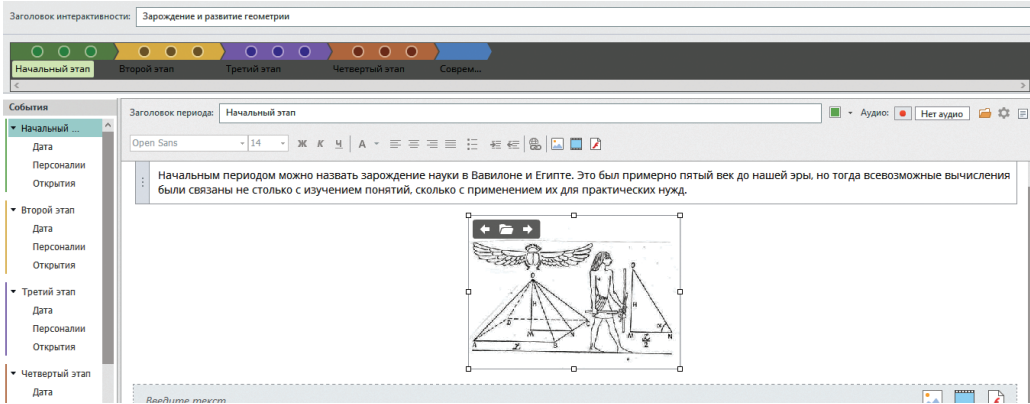 Заголовок интерактивности: Зарождение и развитие геометрии
Начальный этап Второй этап Третий этап Четвертый этап Соврем...
События
Начальный ...
Дата
Персоналии
Открытия
Второй этап
Дата
Персоналии
Открытия
Третий этап
Дата
Персоналии
Открытия
Четвертый этап
Дата
Заголовок периода: Начальный этап Аудио: Нет аудио
Open Sans 14 Ж К Ч А
Начальным периодом можно назвать зарождение науки в Вавилоне и Египте. Это был примерно пятый век до нашей эры, но тогда всевозможные вычисления
были связаны не столько с изучением понятий, сколько с применением их для практических нужд.
H
A
B
M
N
H
N
Введите текст